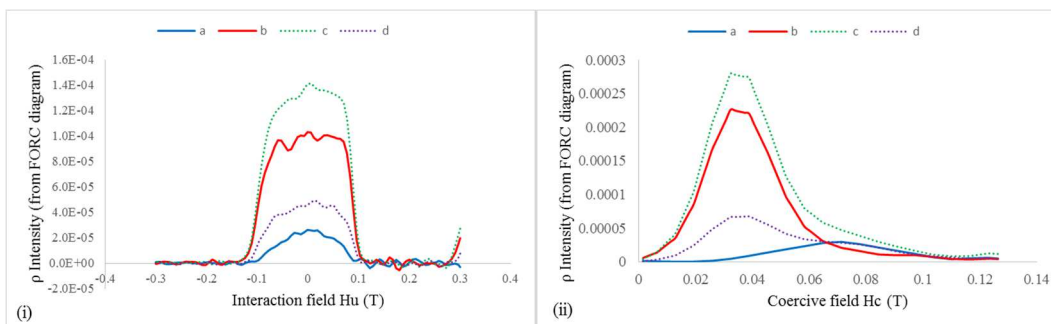 a b c d
ρ Intensity (from FORC diagram)
1.6E-04
1.4E-04
1.2E-04
1.0E-04
8.0E-05
6.0E-05
4.0E-05
2.0E-05
0.0E+00
-2.0E-05
-0.4 -0.3 -0.2 -0.1 0.0 0.1 0.2 0.3 0.4
Interaction field Hu (T)
(i)
a b c d
ρ Intensity (from FORC diagram)
0.0003
0.00025
0.0002
0.00015
0.0001
0.00005
0
0 0.02 0.04 0.06 0.08 0.1 0.12
Coercive field Hc (T)
(ii)